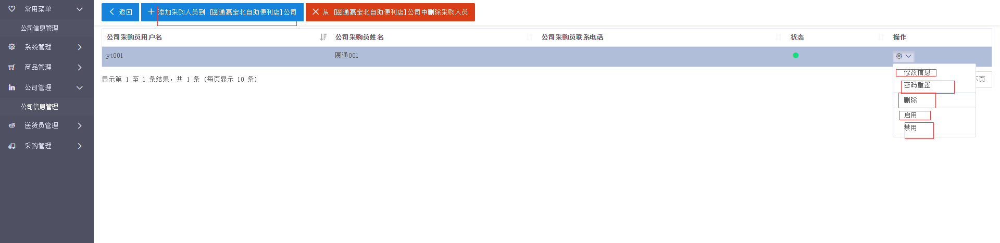 常用菜单
公司信息管理
系统管理
商品管理
公司管理
公司信息管理
送货员管理
采购管理
返回
添加采购人员到 [圆通嘉定北自助便利店]公司
从 [圆通嘉定北自助便利店]公司中删除采购人员
公司采购员用户名 公司采购员姓名 公司采购员联系电话 状态 操作
yt001 圆通001
显示第 1 至 1 条结果，共 1 条 (每页显示 10 条)
修改信息
密码重置
删除
启用
禁用
页